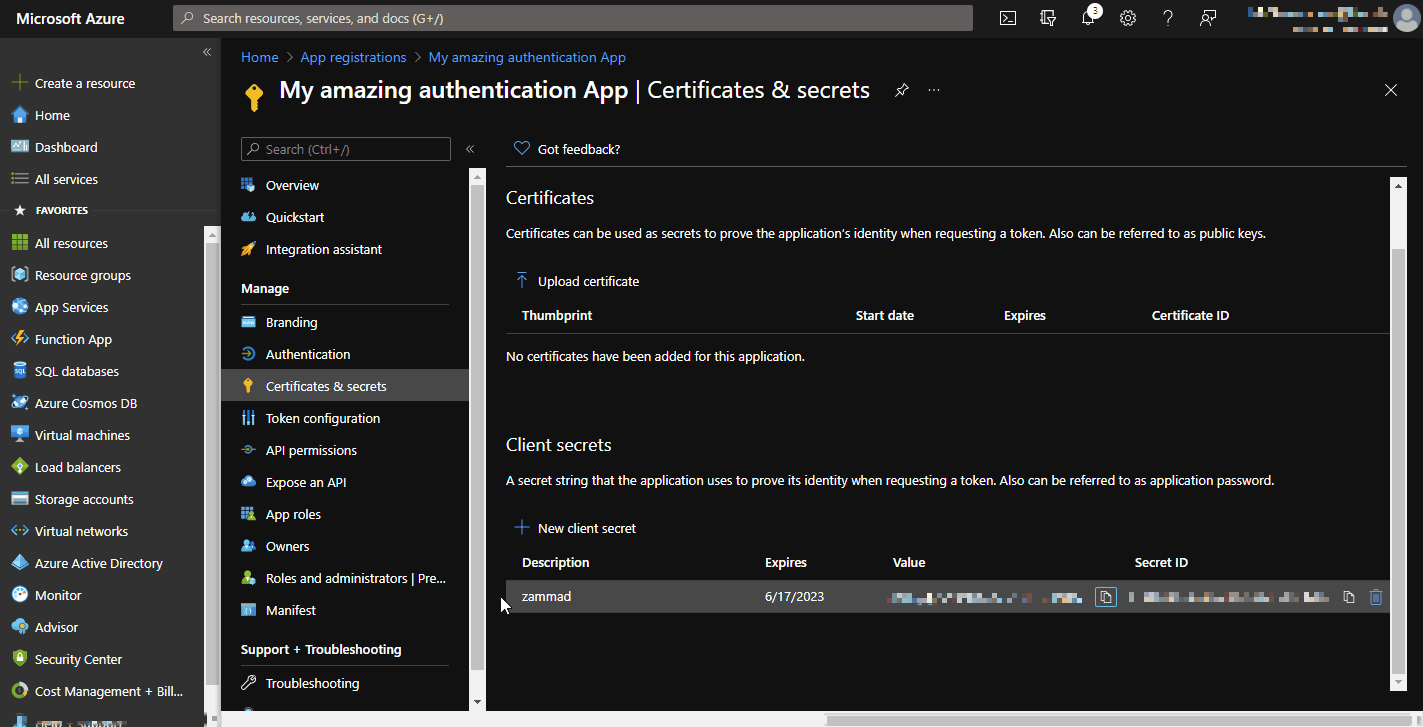 Microsoft Azure
Search resources, services, and docs (G+/)
3
Create a resource
Home
Dashboard
All services
FAVORITES
All resources
Resource groups
App Services
Function App
SQL databases
Azure Cosmos DB
Virtual machines
Load balancers
Storage accounts
Virtual networks
Azure Active Directory
Monitor
Advisor
Security Center
Cost Management + Bill...
Home > App registrations > My amazing authentication App
My amazing authentication App | Certificates & secrets
Search (Ctrl+/)
Overview
Quickstart
Integration assistant
Manage
Branding
Authentication
Certificates & secrets
Token configuration
API permissions
Expose an API
App roles
Owners
Roles and administrators | Pre...
Manifest
Support + Troubleshooting
Troubleshooting
Got feedback?
Certificates
Certificates can be used as secrets to prove the application's identity when requesting a token. Also can be referred to as public keys.
Upload certificate
Thumbprint Start date Expires Certificate ID
No certificates have been added for this application.
Client secrets
A secret string that the application uses to prove its identity when requesting a token. Also can be referred to as application password.
New client secret
Description Expires Value Secret ID
zammad 6/17/2023